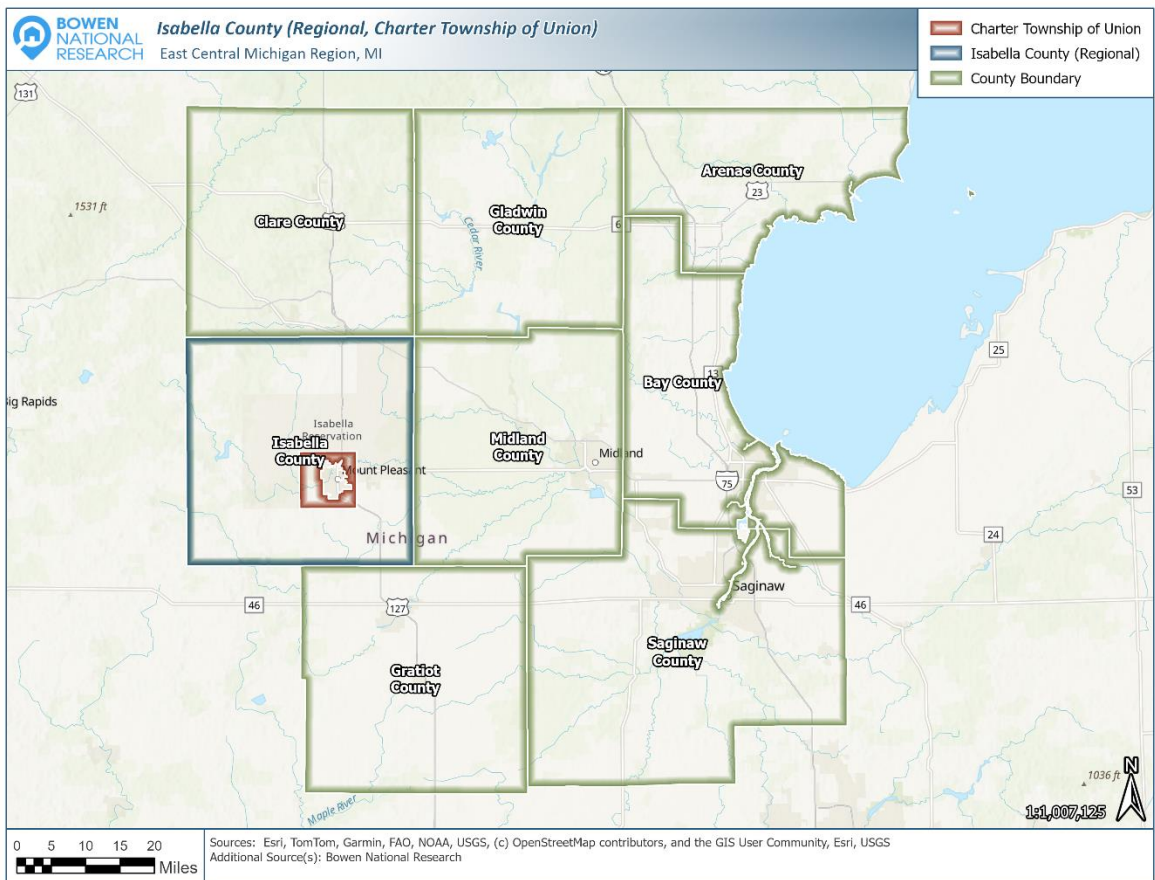 BOWEN
NATIONAL
RESEARCH
Isabella County (Regional, Charter Township of Union)
East Central Michigan Region, MI
Charter Township of Union
Isabella County (Regional)
County Boundary
131
1531 ft
Clare County
Gladwin
County
Cedar River
6
Arenac County
23
Big Rapids
Isabella
Reservation
Isabella
County
Mount Pleasant
Michigan
Midland
County
Midland
Bay County
13
75
25
53
24
46
127
Gratiot
County
Maple River
Saginaw
46
Saginaw
County
1036 ft
N
1:1,007,125
0 5 10 15 20
Miles
Sources: Esri, TomTom, Garmin, FAO, NOAA, USGS, (c) OpenStreetMap contributors, and the GIS User Community, Esri, USGS
Additional Source(s): Bowen National Research